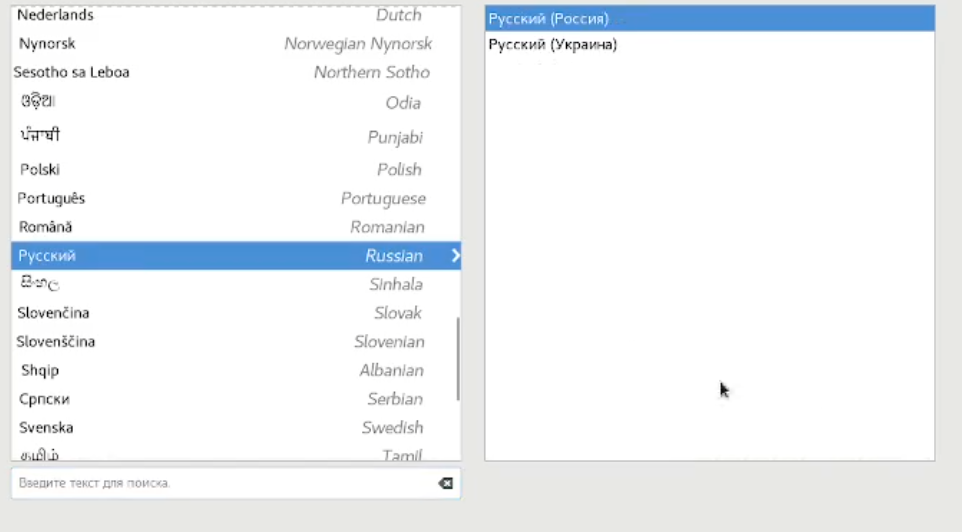 Nederlands Dutch
Nynorsk Norwegian Nynorsk
Sesotho sa Leboa Northern Sotho
ଓଡ଼ିଆ Odia
ਪੰਜਾਬੀ Punjabi
Polski Polish
Português Portuguese
Română Romanian
Русский Russian
සිංහල Sinhala
Slovenčina Slovak
Slovenščina Slovenian
Shqip Albanian
Српски Serbian
Svenska Swedish
தமிழ் Tamil
Введите текст для поиска.
Русский (Россия)
Русский (Украина)